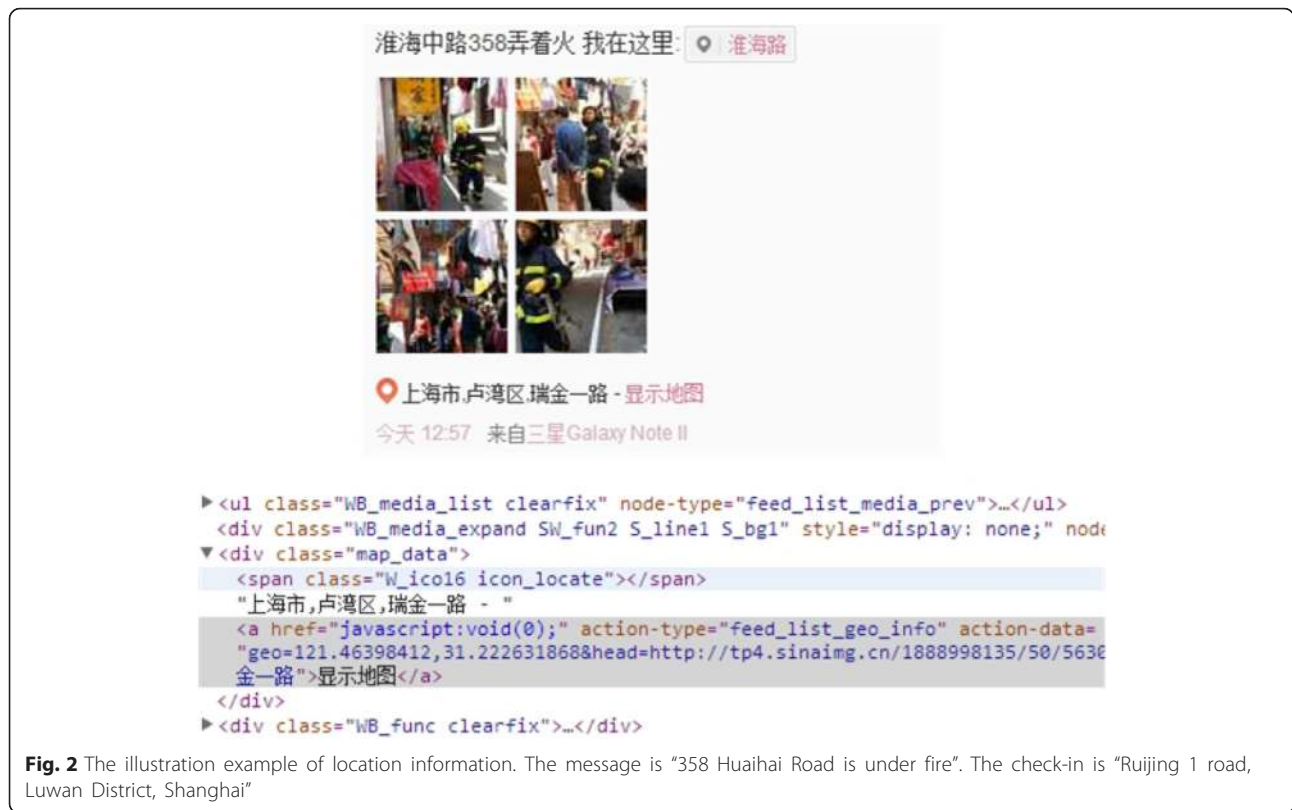 淮海中路358弄着火 我在这里: 淮海路
上海市,卢湾区,瑞金一路 - 显示地图
今天 12:57 来自三星Galaxy Note II
▶<ul class="WB_media_list clearfix" node-type="feed_list_media_prev">…</ul>
<div class="WB_media_expand SW_fun2 S_line1 S_bg1" style="display: none;" node
▼<div class="map_data">
<span class="W_ico16 icon_locate"></span>
"上海市,卢湾区,瑞金一路 - "
<a href="javascript:void(0);" action-type="feed_list_geo_info" action-data=
"geo=121.46398412,31.222631868&head=http://tp4.sinaimg.cn/1888998135/50/5630
金一路">显示地图</a>
</div>
▶<div class="WB_func clearfix">…</div>
Fig. 2 The illustration example of location information. The message is “358 Huaihai Road is under fire”. The check-in is “Ruijing 1 road,
Luwan District, Shanghai”